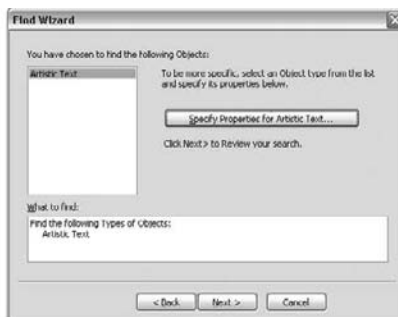 Find Wizard
You have chosen to find the following Objects:
Artistic Text
To be more specific, select an Object type from the list
and specify its properties below.
Specify Properties for Artistic Text...
Click Next > to Review your search.
What to find:
Find the following Types of Objects:
Artistic Text
< Back
Next >
Cancel